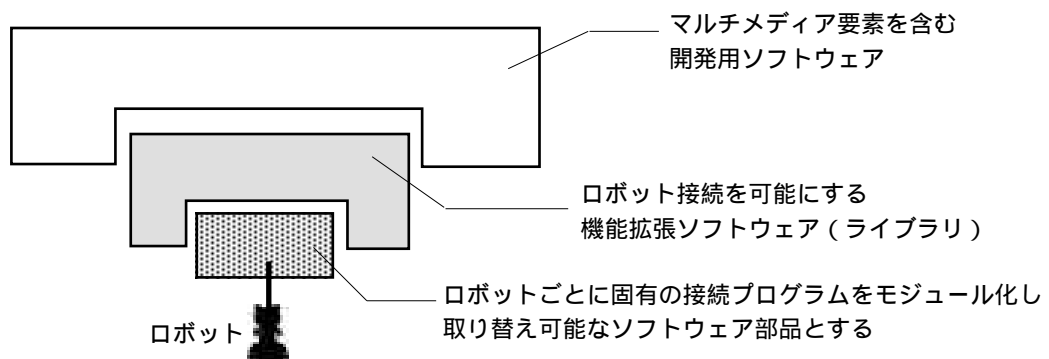 マルチメディア要素を含む
開発用ソフトウェア
ロボット接続を可能にする
機能拡張ソフトウェア(ライブラリ)
ロボットごとに固有の接続プログラムをモジュール化し
取り替え可能なソフトウェア部品とする
ロボット